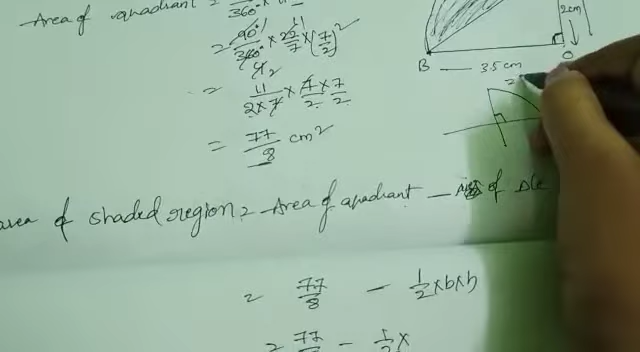 Area of quadrant =
360°
= 90°/360° × 22/7 × (7/2)²
2cm
O
B — 3.5 cm
= 11/2×7 × 7/2 × 7/2
= 77/8 cm²
area of shaded region = Area of quadrant — of Δle
= 77/8 — 1/2 × b × h
= 77 — 1/2 ×